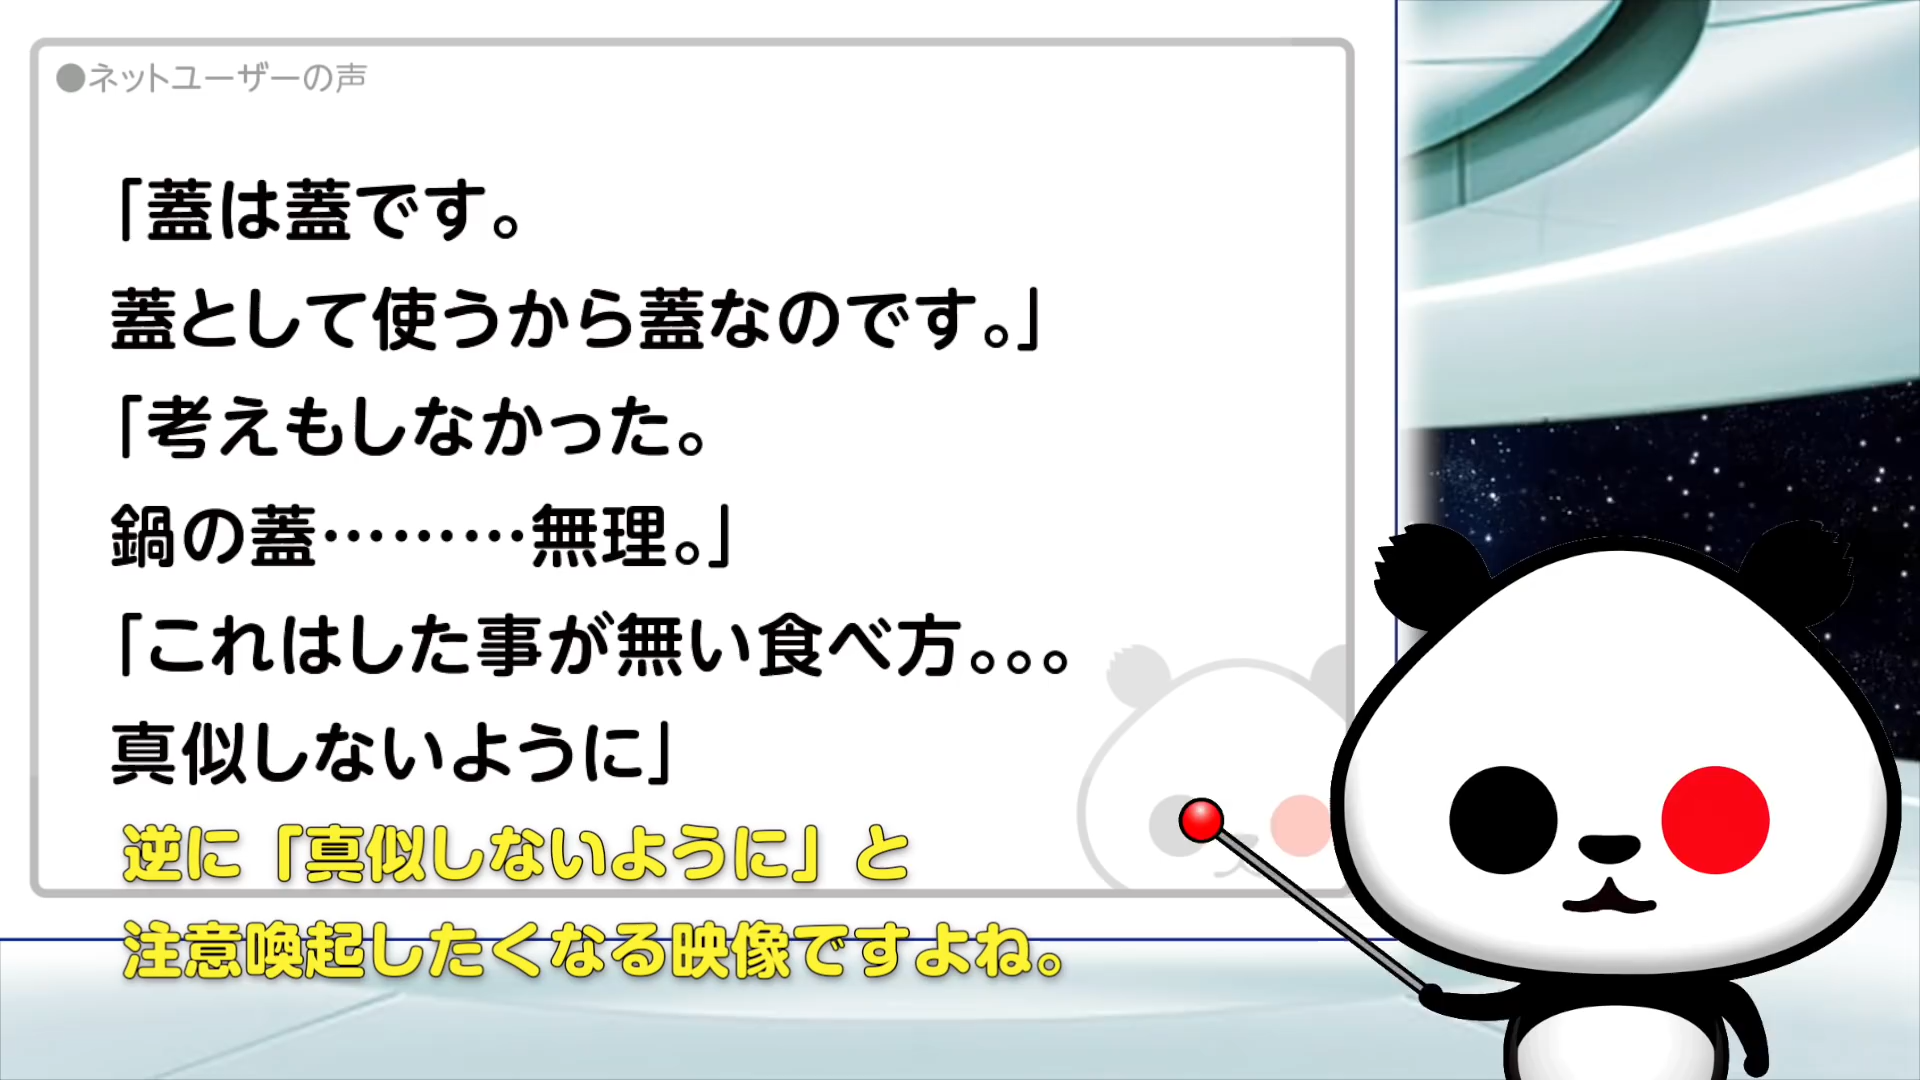 ●ネットユーザーの声
「蓋は蓋です。
蓋として使うから蓋なのです。」
「考えもしなかった。
鍋の蓋………無理。」
「これはした事が無い食べ方。。。
真似しないように」
逆に「真似しないように」と
注意喚起したくなる映像ですよね。